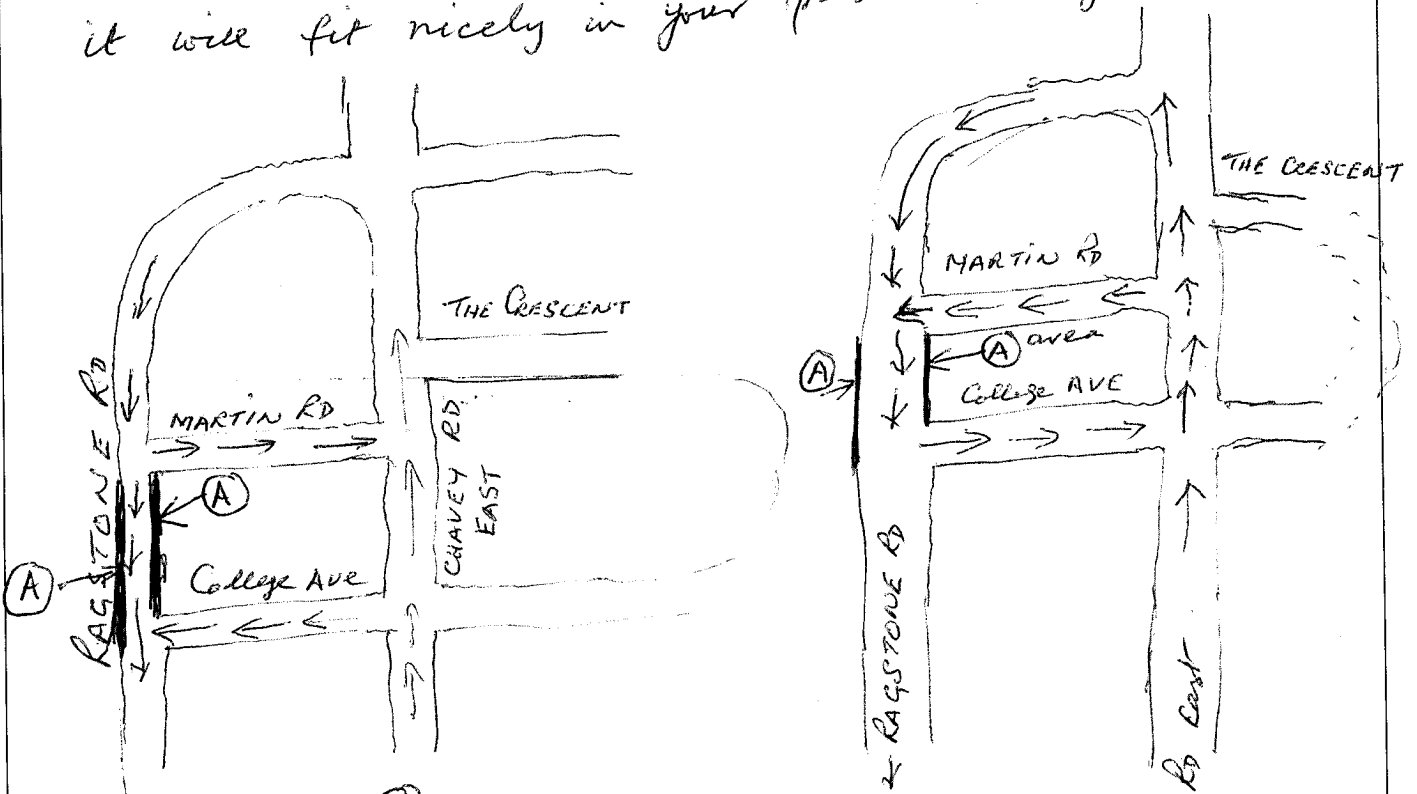 it will fit nicely in your
THE CRESCENT
MARTIN RD
RAGSTONE RD
A
A
College Ave
CHAVEY RD
EAST
THE CRESCENT
MARTIN RD
A
A area
College AVE
RAGSTONE RD
RD East